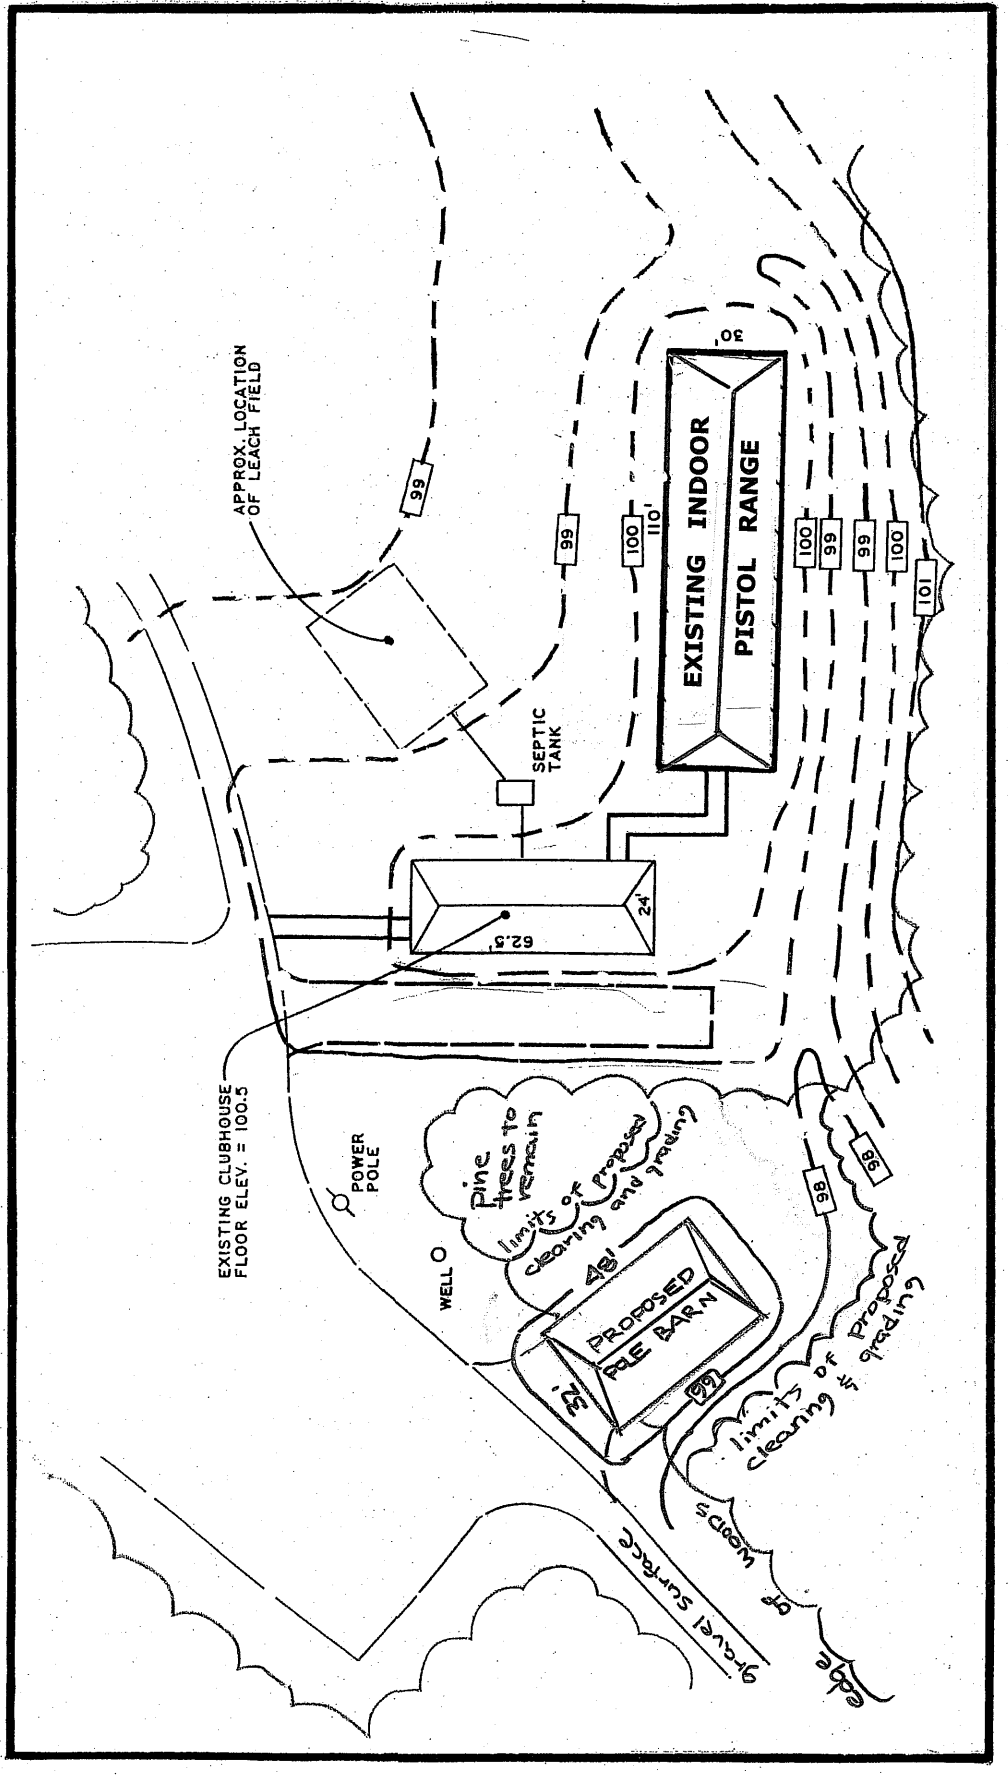 APPROX. LOCATION
OF LEACH FIELD
99
99
100
110'
30'
EXISTING INDOOR
PISTOL RANGE
100
99
99
100
101
SEPTIC
TANK
24'
62.5'
EXISTING CLUBHOUSE
FLOOR ELEV. = 100.5
POWER
POLE
WELL
pine
trees to
remain
limits of proposed
clearing and grading
48'
32'
PROPOSED
POLE BARN
99
98
98
limits of proposed
clearing & grading
gravel surface
edge of woods